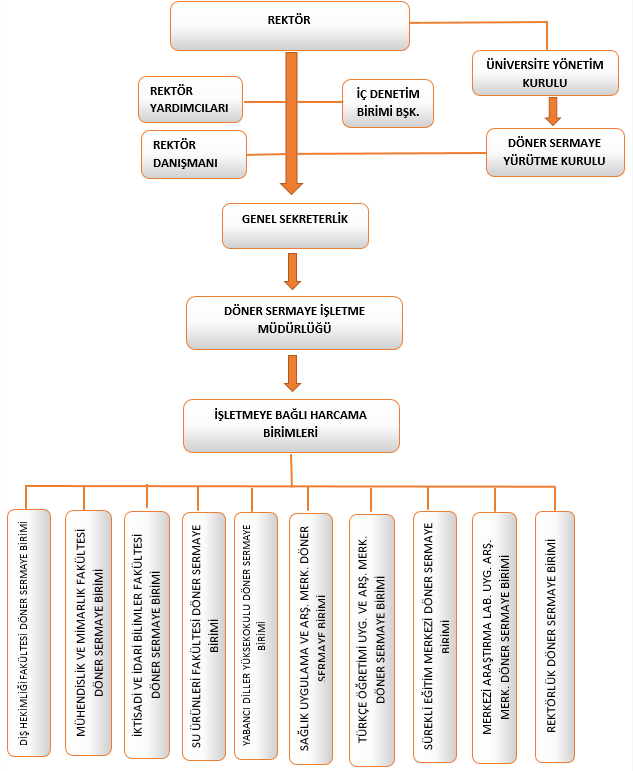 REKTÖR
ÜNİVERSİTE YÖNETİM
KURULU
REKTÖR
YARDIMCILARI
İÇ DENETİM
BİRİMİ BŞK.
REKTÖR
DANIŞMANI
DÖNER SERMAYE
YÜRÜTME KURULU
GENEL SEKRETERLİK
DÖNER SERMAYE İŞLETME
MÜDÜRLÜĞÜ
İŞLETMEYE BAĞLI HARCAMA
BİRİMLERİ
DİŞ HEKİMLİĞİ FAKÜLTESİ DÖNER SERMAYE BİRİMİ
MÜHENDİSLİK VE MİMARLIK FAKÜLTESİ
DÖNER SERMAYE BİRİMİ
İKTİSADİ VE İDARİ BİLİMLER FAKÜLTESİ
DÖNER SERMAYE BİRİMİ
SU ÜRÜNLERİ FAKÜLTESİ DÖNER SERMAYE
BİRİMİ
YABANCI DİLLER YÜKSEKOKULU DÖNER SERMAYE
BİRİMİ
SAĞLIK UYGULAMA VE ARŞ. MERK. DÖNER
SERMAYE BİRİMİ
TÜRKÇE ÖĞRETİMİ UYG. VE ARŞ. MERK.
DÖNER SERMAYE BİRİMİ
SÜREKLİ EĞİTİM MERKEZİ DÖNER SERMAYE
BİRİMİ
MERKEZİ ARAŞTIRMA LAB. UYG. ARŞ.
MERK. DÖNER SERMAYE BİRİMİ
REKTÖRLÜK DÖNER SERMAYE BİRİMİ